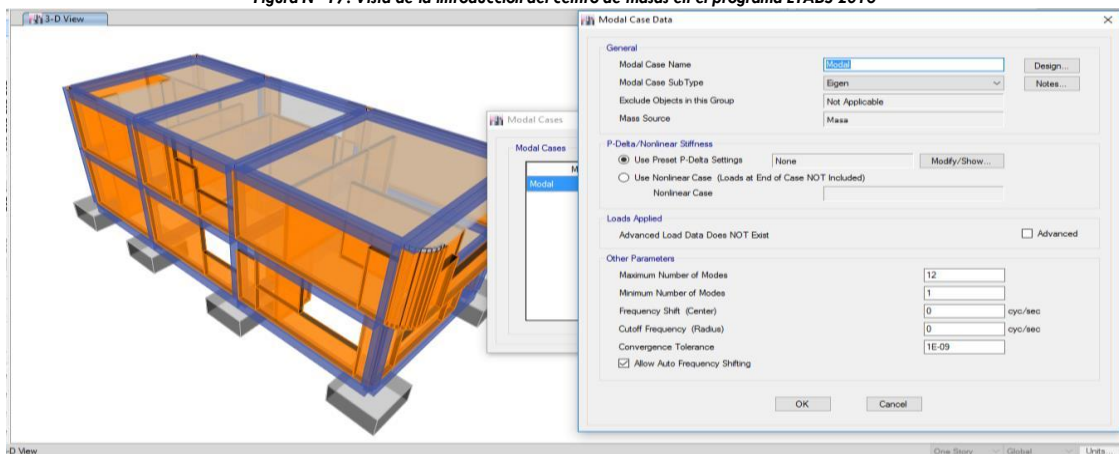 Figura N° 17: Vista de la introducción del centro de masas en el programa ETABS 2016
3-D View
Modal Case Data
General
Modal Case Name
Modal
Design...
Modal Case SubType
Eigen
Notes...
Exclude Objects in this Group
Not Applicable
Mass Source
Masa
P-Delta/Nonlinear Stiffness
Use Preset P-Delta Settings
None
Modify/Show...
Use Nonlinear Case (Loads at End of Case NOT Included)
Nonlinear Case
Loads Applied
Advanced Load Data Does NOT Exist
Advanced
Other Parameters
Maximum Number of Modes
12
Minimum Number of Modes
1
Frequency Shift (Center)
0
cyc/sec
Cutoff Frequency (Radius)
0
cyc/sec
Convergence Tolerance
1E-09
Allow Auto Frequency Shifting
OK
Cancel
Modal Cases
Modal Cases
M
Modal
-D View
One Story
Global
Units...